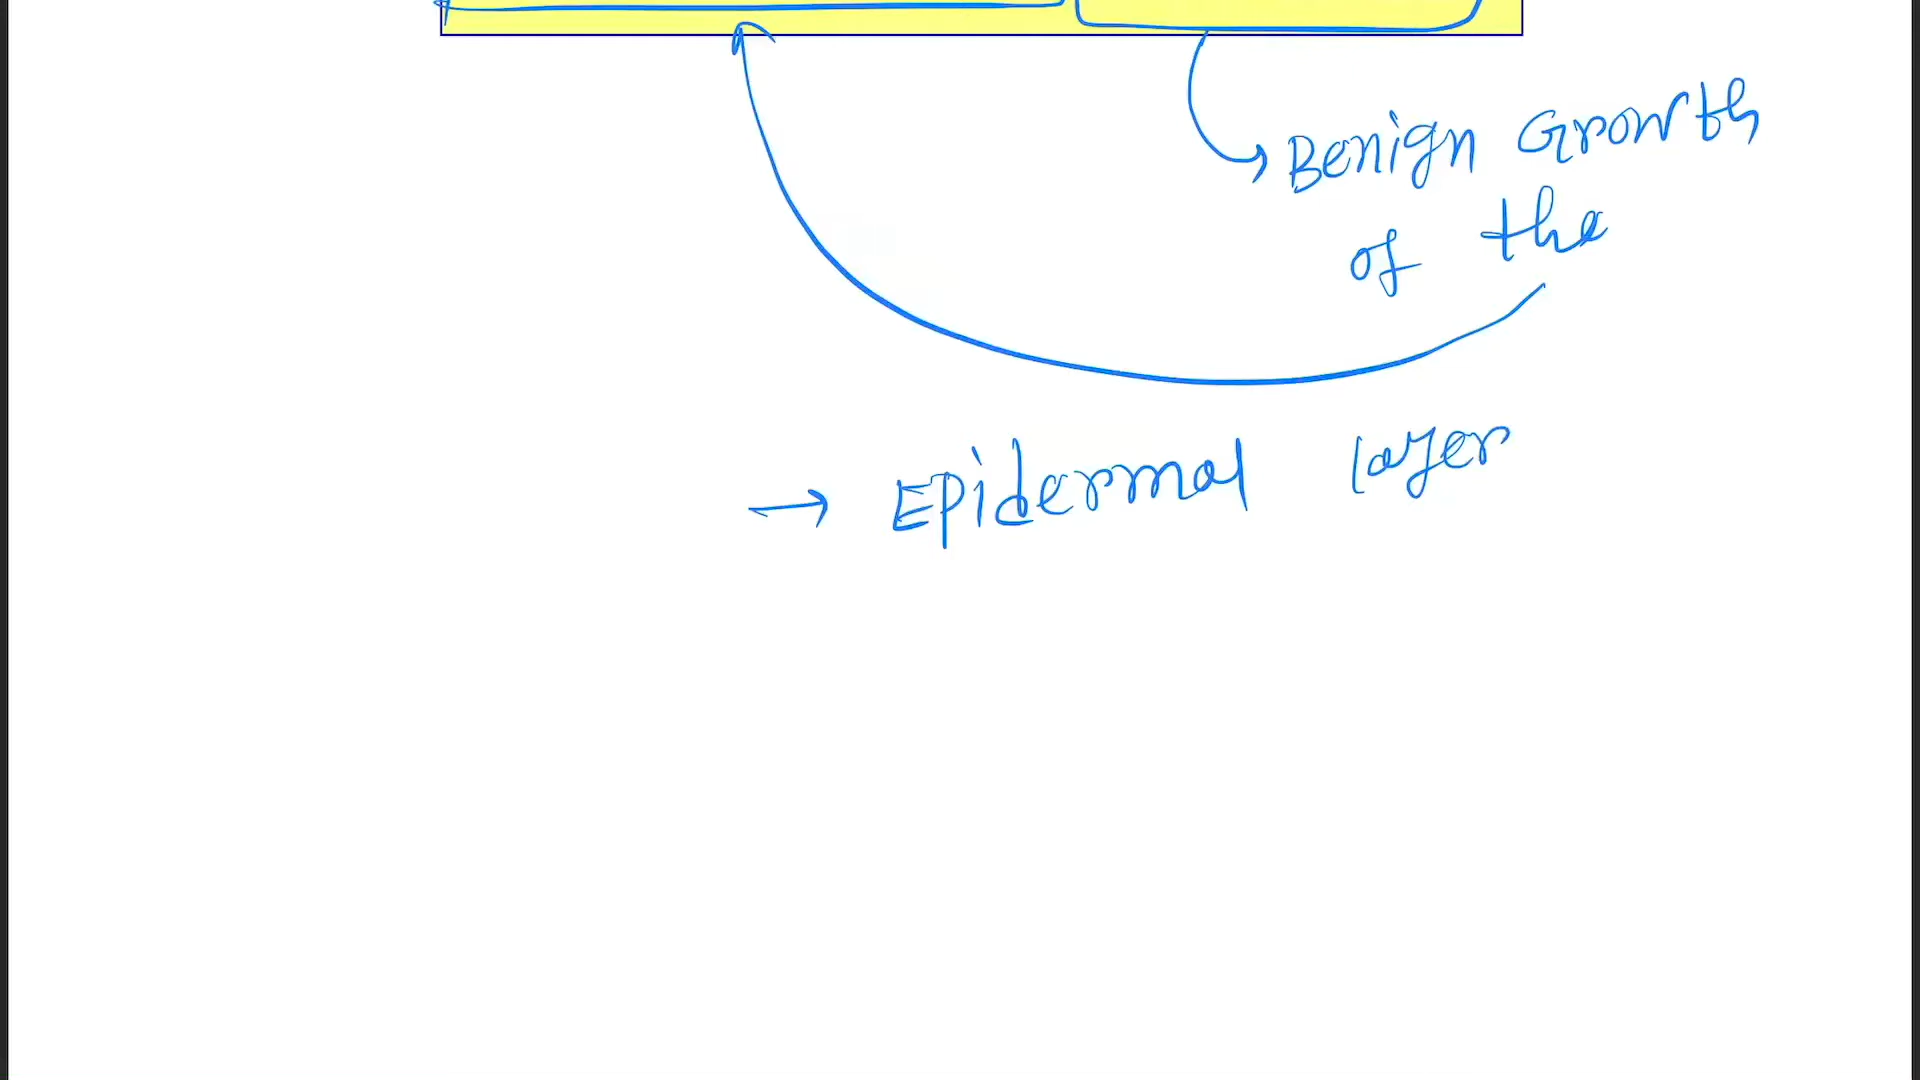 Benign Growth
of the
→ Epidermal layer